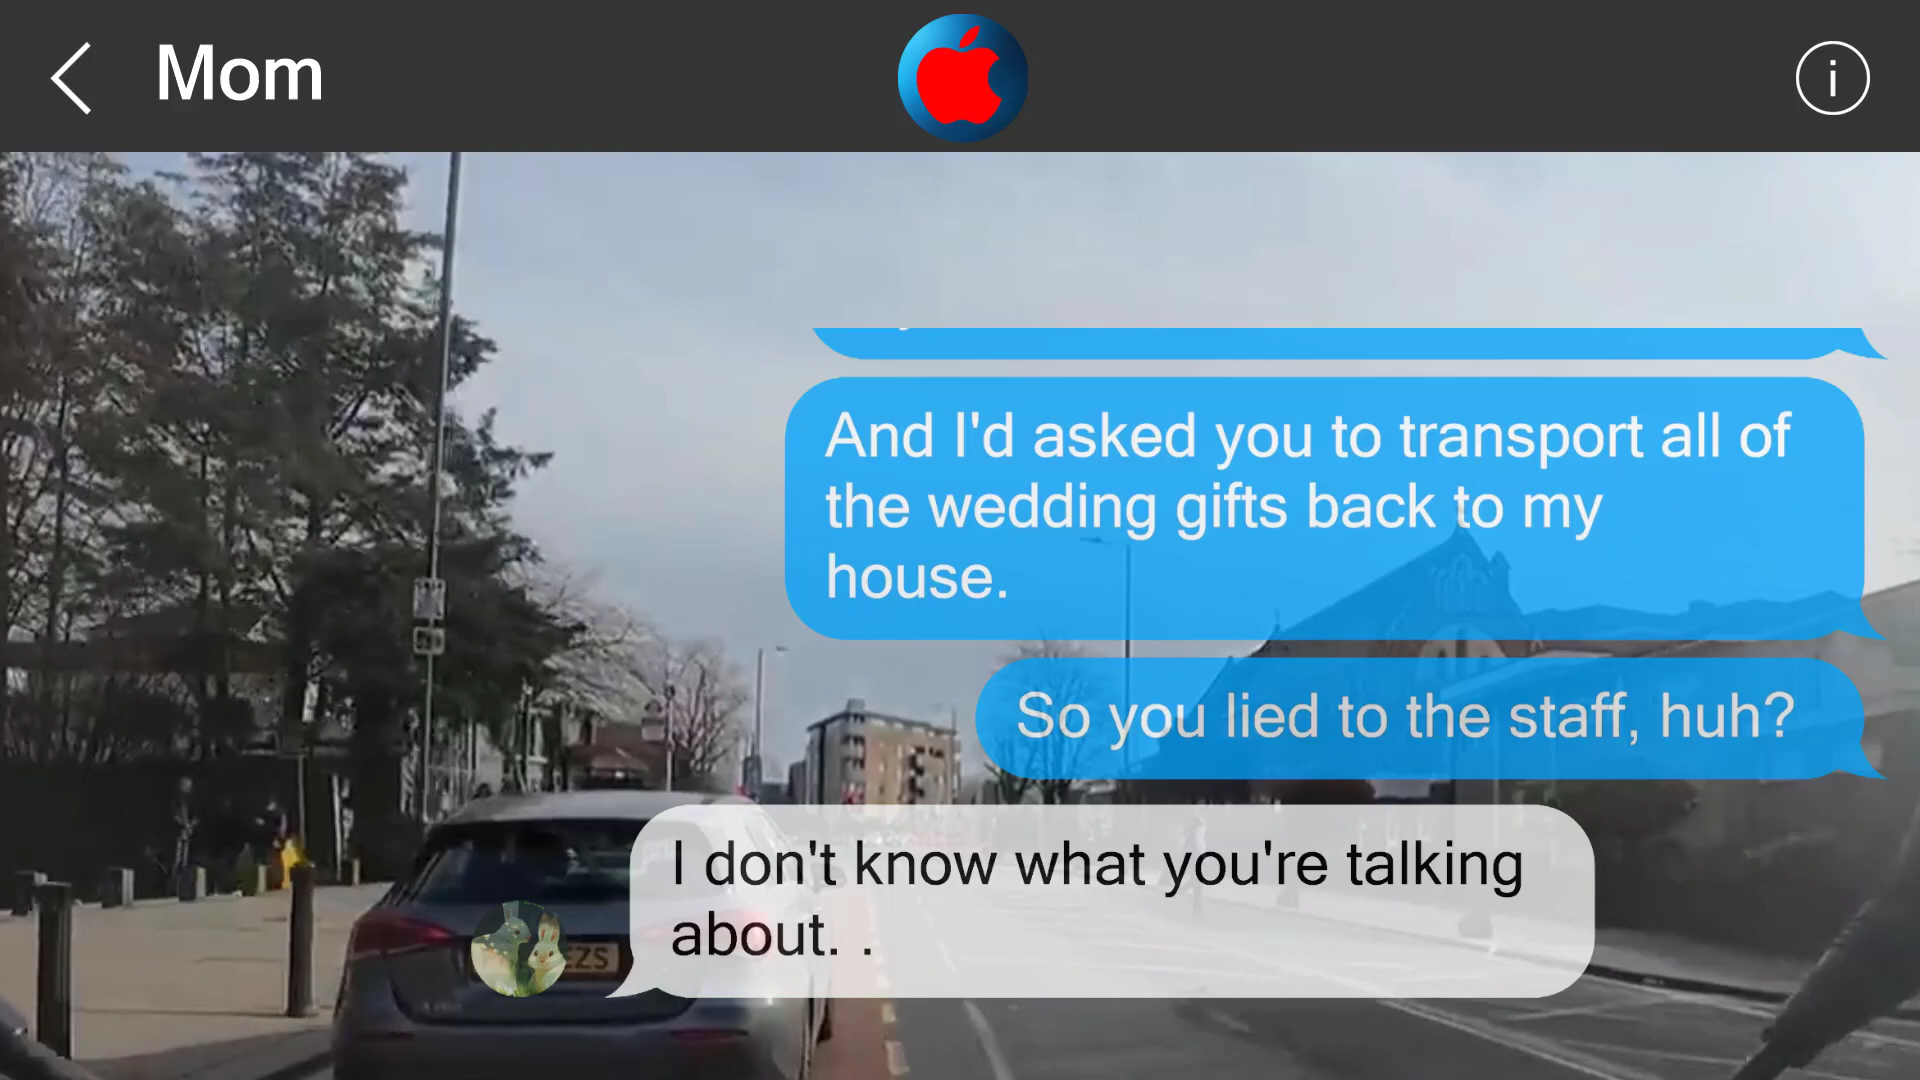 Mom
And I'd asked you to transport all of
the wedding gifts back to my
house.
So you lied to the staff, huh?
I don't know what you're talking
about. .
EZS